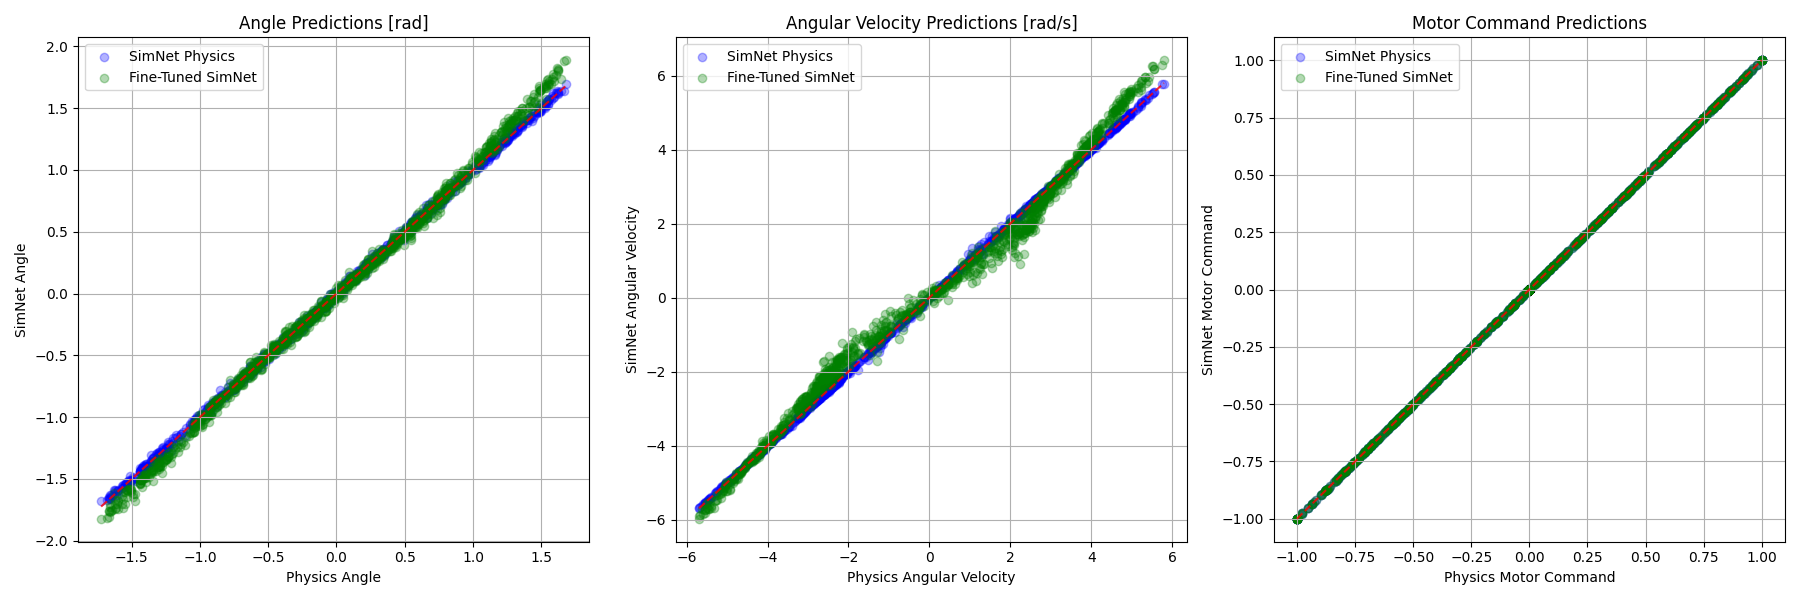 Angle Predictions [rad]
SimNet Physics
Fine-Tuned SimNet
2.0
1.5
1.0
0.5
0.0
−0.5
−1.0
−1.5
−2.0
SimNet Angle
−1.5 −1.0 −0.5 0.0 0.5 1.0 1.5
Physics Angle
Angular Velocity Predictions [rad/s]
SimNet Physics
Fine-Tuned SimNet
6
4
2
0
−2
−4
−6
SimNet Angular Velocity
−6 −4 −2 0 2 4 6
Physics Angular Velocity
Motor Command Predictions
SimNet Physics
Fine-Tuned SimNet
1.00
0.75
0.50
0.25
0.00
−0.25
−0.50
−0.75
−1.00
SimNet Motor Command
−1.00 −0.75 −0.50 −0.25 0.00 0.25 0.50 0.75 1.00
Physics Motor Command